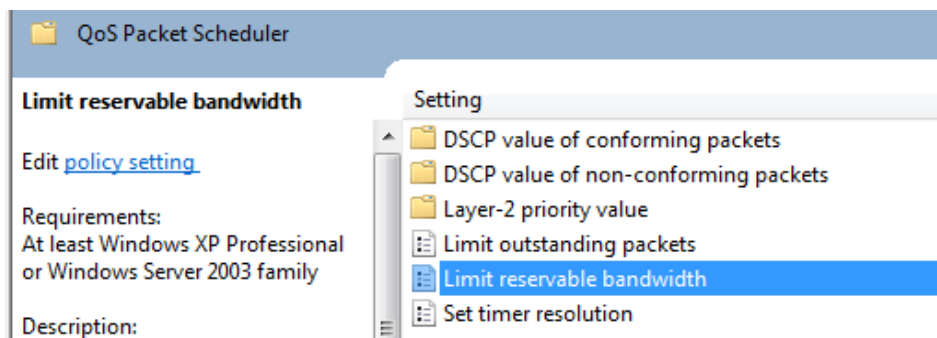 QoS Packet Scheduler
Limit reservable bandwidth
Edit policy setting
Requirements:
At least Windows XP Professional
or Windows Server 2003 family
Description:
Setting
DSCP value of conforming packets
DSCP value of non-conforming packets
Layer-2 priority value
Limit outstanding packets
Limit reservable bandwidth
Set timer resolution